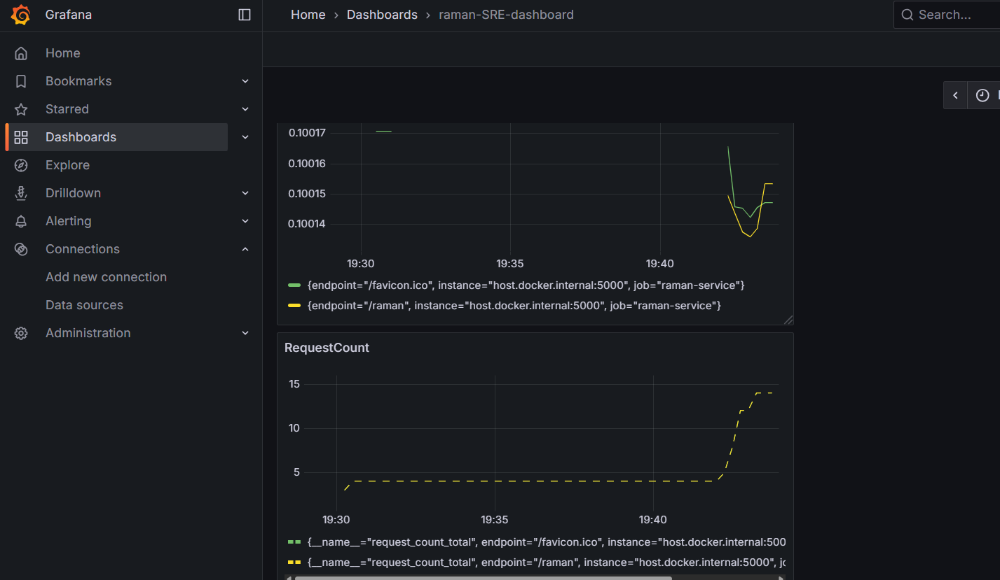 Grafana
Home › Dashboards › raman-SRE-dashboard
Search...
Home
Bookmarks
Starred
Dashboards
Explore
Drilldown
Alerting
Connections
Add new connection
Data sources
Administration
0.10017
0.10016
0.10015
0.10014
19:30 19:35 19:40
{endpoint="/favicon.ico", instance="host.docker.internal:5000", job="raman-service"}
{endpoint="/raman", instance="host.docker.internal:5000", job="raman-service"}
RequestCount
15
10
5
19:30 19:35 19:40
{__name__="request_count_total", endpoint="/favicon.ico", instance="host.docker.internal:500
{__name__="request_count_total", endpoint="/raman", instance="host.docker.internal:5000", jo